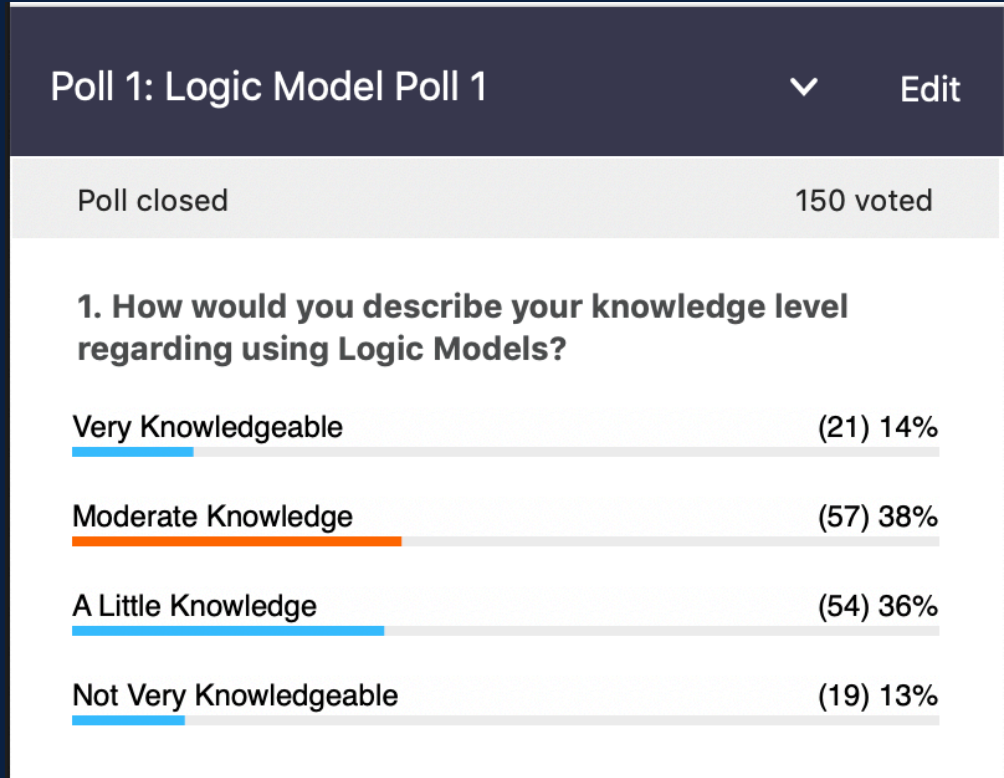 Poll 1: Logic Model Poll 1 Edit
Poll closed 150 voted
1. How would you describe your knowledge level
regarding using Logic Models?
Very Knowledgeable (21) 14%
Moderate Knowledge (57) 38%
A Little Knowledge (54) 36%
Not Very Knowledgeable (19) 13%